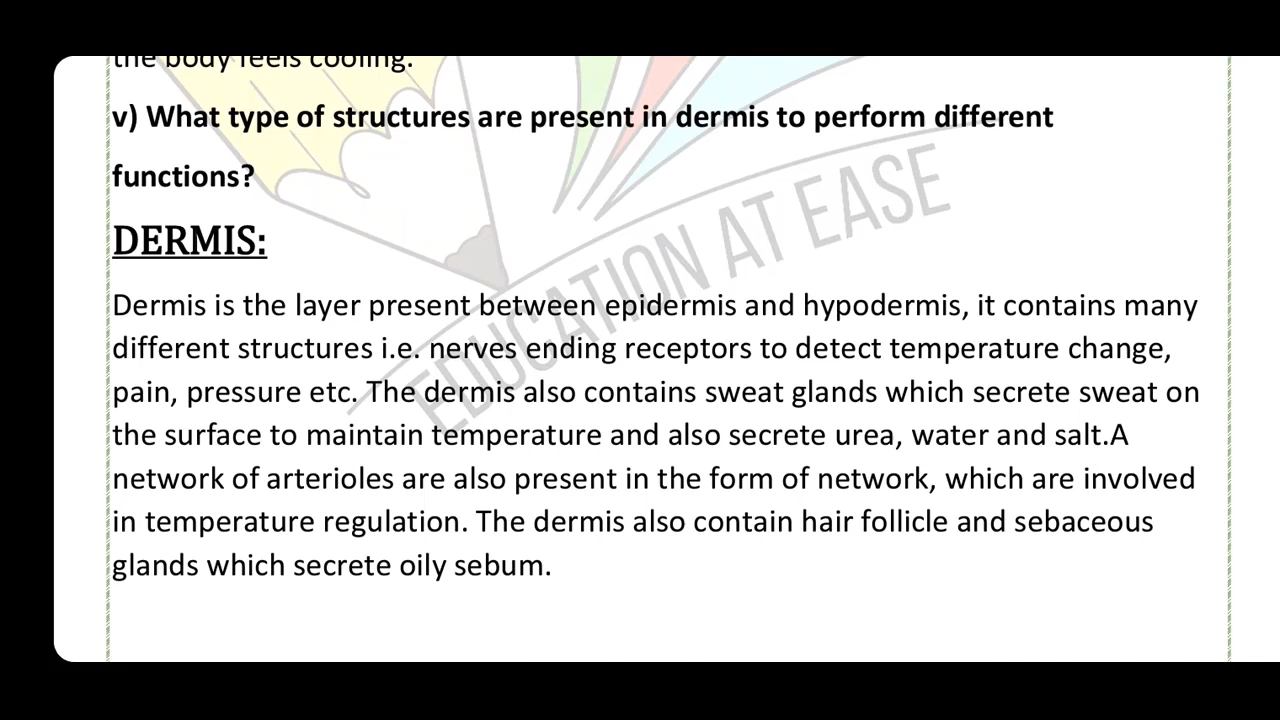 the body feels cooling.
v) What type of structures are present in dermis to perform different
functions?
DERMIS:
Dermis is the layer present between epidermis and hypodermis, it contains many
different structures i.e. nerves ending receptors to detect temperature change,
pain, pressure etc. The dermis also contains sweat glands which secrete sweat on
the surface to maintain temperature and also secrete urea, water and salt.A
network of arterioles are also present in the form of network, which are involved
in temperature regulation. The dermis also contain hair follicle and sebaceous
glands which secrete oily sebum.
EDUCATION AT EASE